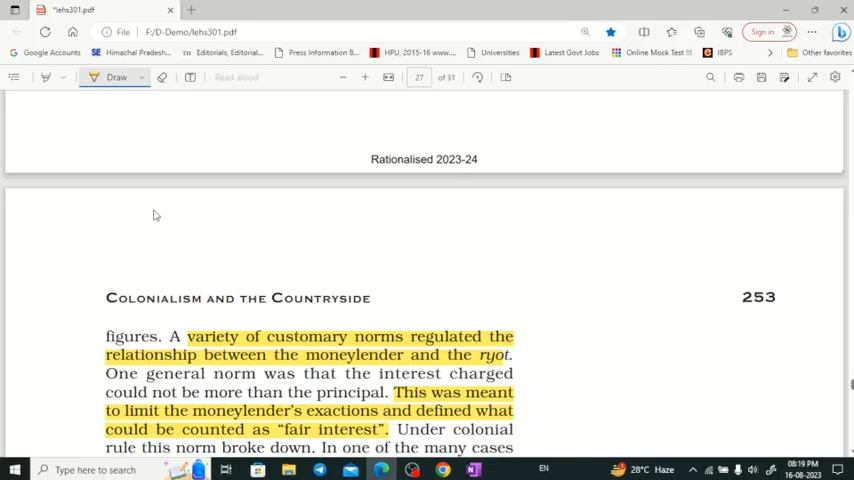 *lehs301.pdf
File
F:/D-Demo/lehs301.pdf
Sign in
Google Accounts
Himachal Pradesh...
Editorials, Editorial...
Press Information B...
HPU, 2015-16 www....
Universities
Latest Govt Jobs
Online Mock Test !!!
IBPS
Other favorites
Draw
Read aloud
27 of 31
Rationalised 2023-24
COLONIALISM AND THE COUNTRYSIDE 253
figures. A variety of customary norms regulated the
relationship between the moneylender and the ryot.
One general norm was that the interest charged
could not be more than the principal. This was meant
to limit the moneylender's exactions and defined what
could be counted as "fair interest". Under colonial
rule this norm broke down. In one of the many cases
Type here to search
EN
28°C Haze
08:19 PM
16-08-2023